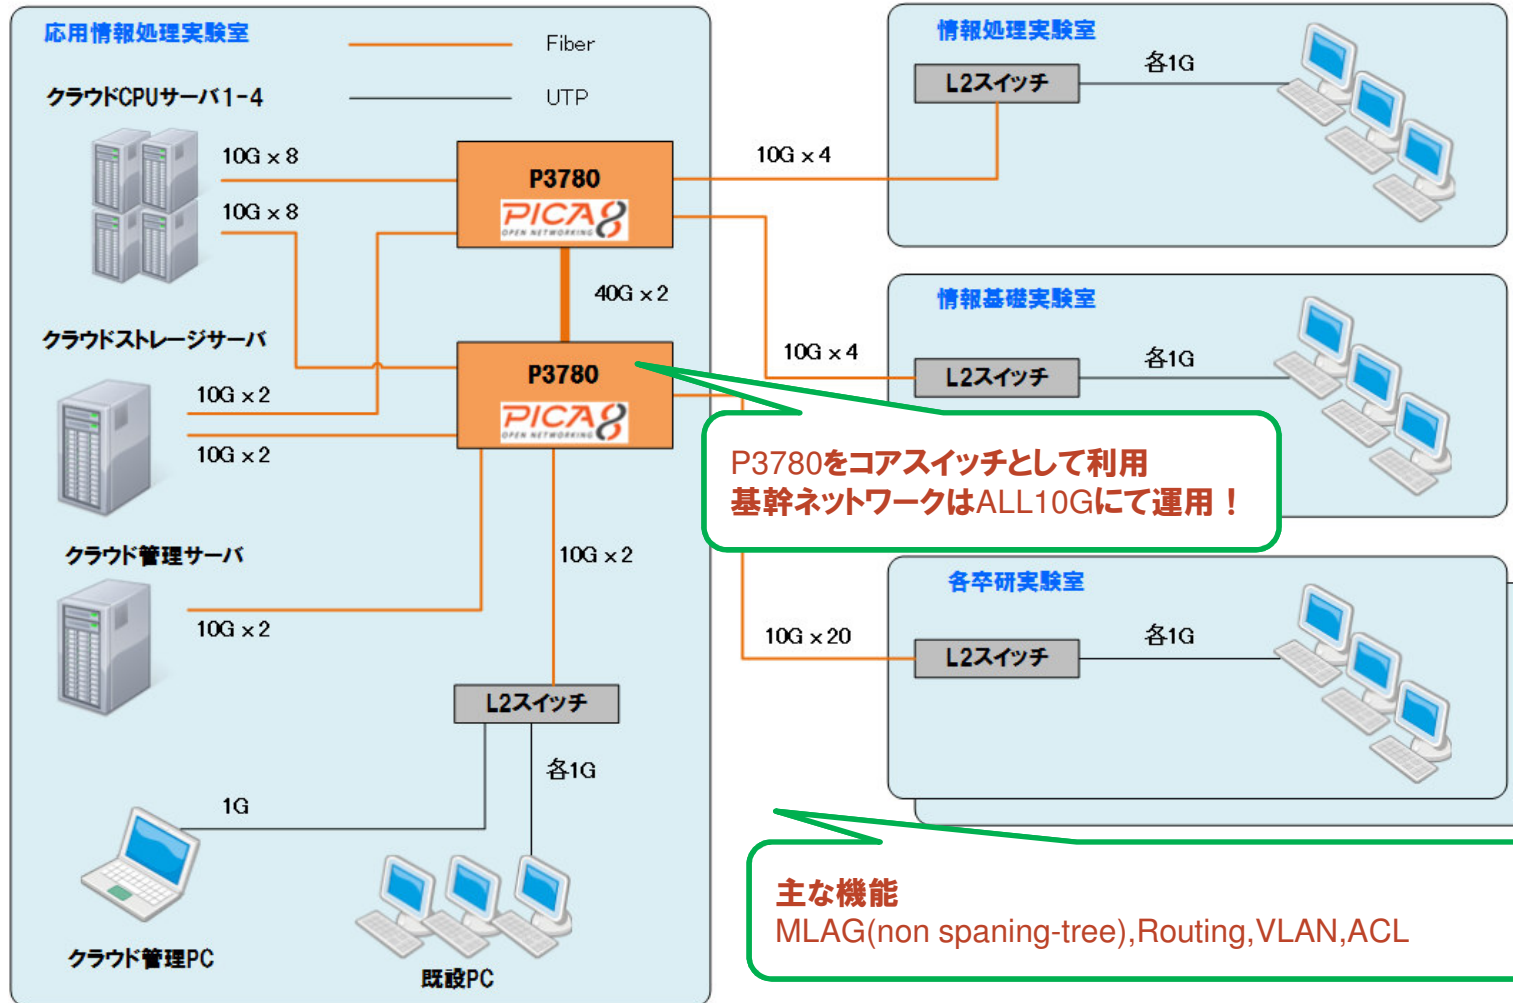 応用情報処理実験室
Fiber
UTP
クラウドCPUサーバ1-4
10G × 8
10G × 8
P3780
PICA8
OPEN NETWORKING
40G × 2
クラウドストレージサーバ
10G × 2
10G × 2
P3780
PICA8
OPEN NETWORKING
クラウド管理サーバ
10G × 2
10G × 2
L2スイッチ
各1G
1G
クラウド管理PC
既設PC
10G × 4
情報処理実験室
L2スイッチ
各1G
10G × 4
情報基礎実験室
L2スイッチ
各1G
P3780をコアスイッチとして利用
基幹ネットワークはALL10Gにて運用！
10G × 20
各卒研実験室
L2スイッチ
各1G
主な機能
MLAG(non spaning-tree),Routing,VLAN,ACL